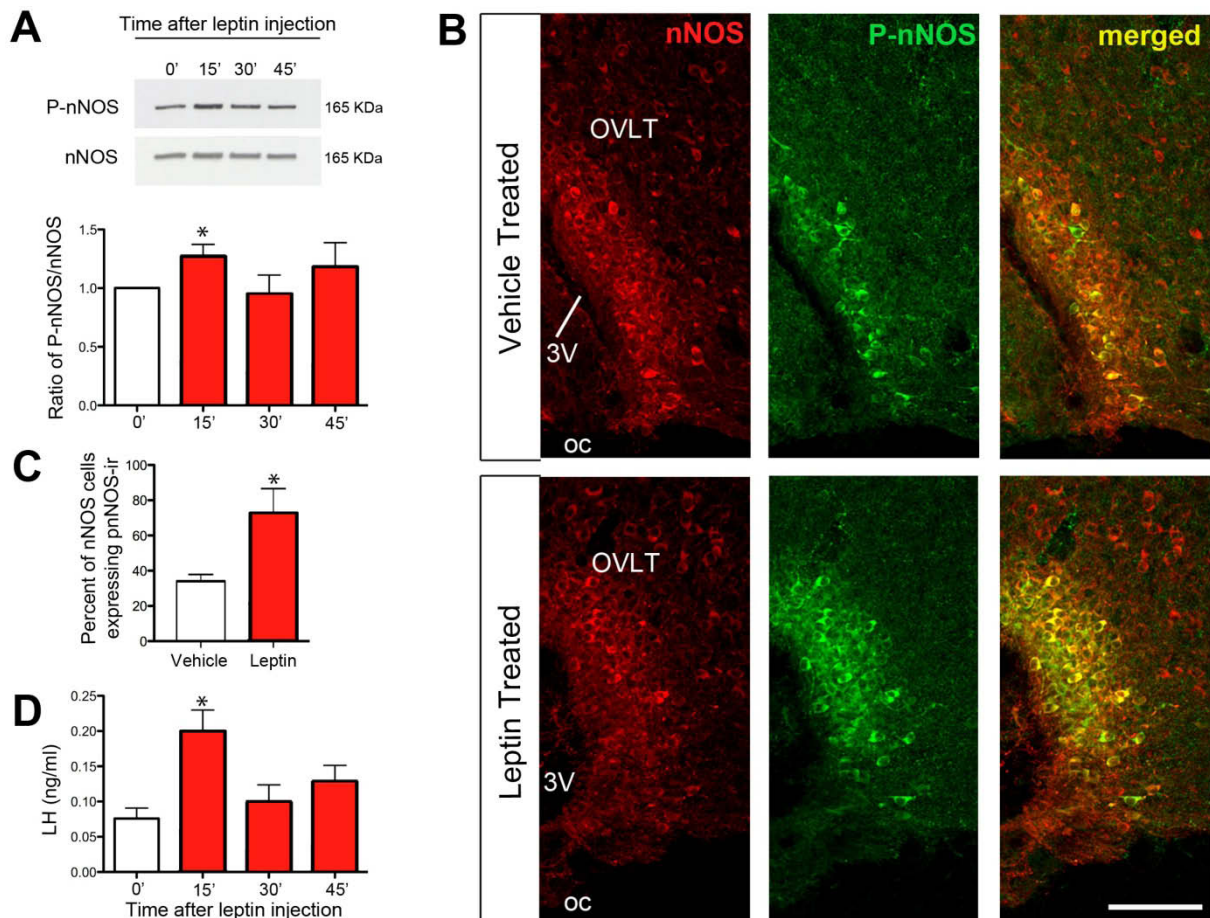 A
Time after leptin injection
0' 15' 30' 45'
P-nNOS 165 KDa
nNOS 165 KDa
Ratio of P-nNOS/nNOS
1.5
*
1.0
0.5
0.0
0' 15' 30' 45'
C
Percent of nNOS cells
expressing pnNOS-ir
100
80
60
40
20
0
*
Vehicle Leptin
D
LH (ng/ml)
0.25
0.20
0.15
0.10
0.05
0.00
*
0' 15' 30' 45'
Time after leptin injection
B
nNOS P-nNOS merged
Vehicle Treated
OVLT
3V
oc
Leptin Treated
OVLT
3V
oc